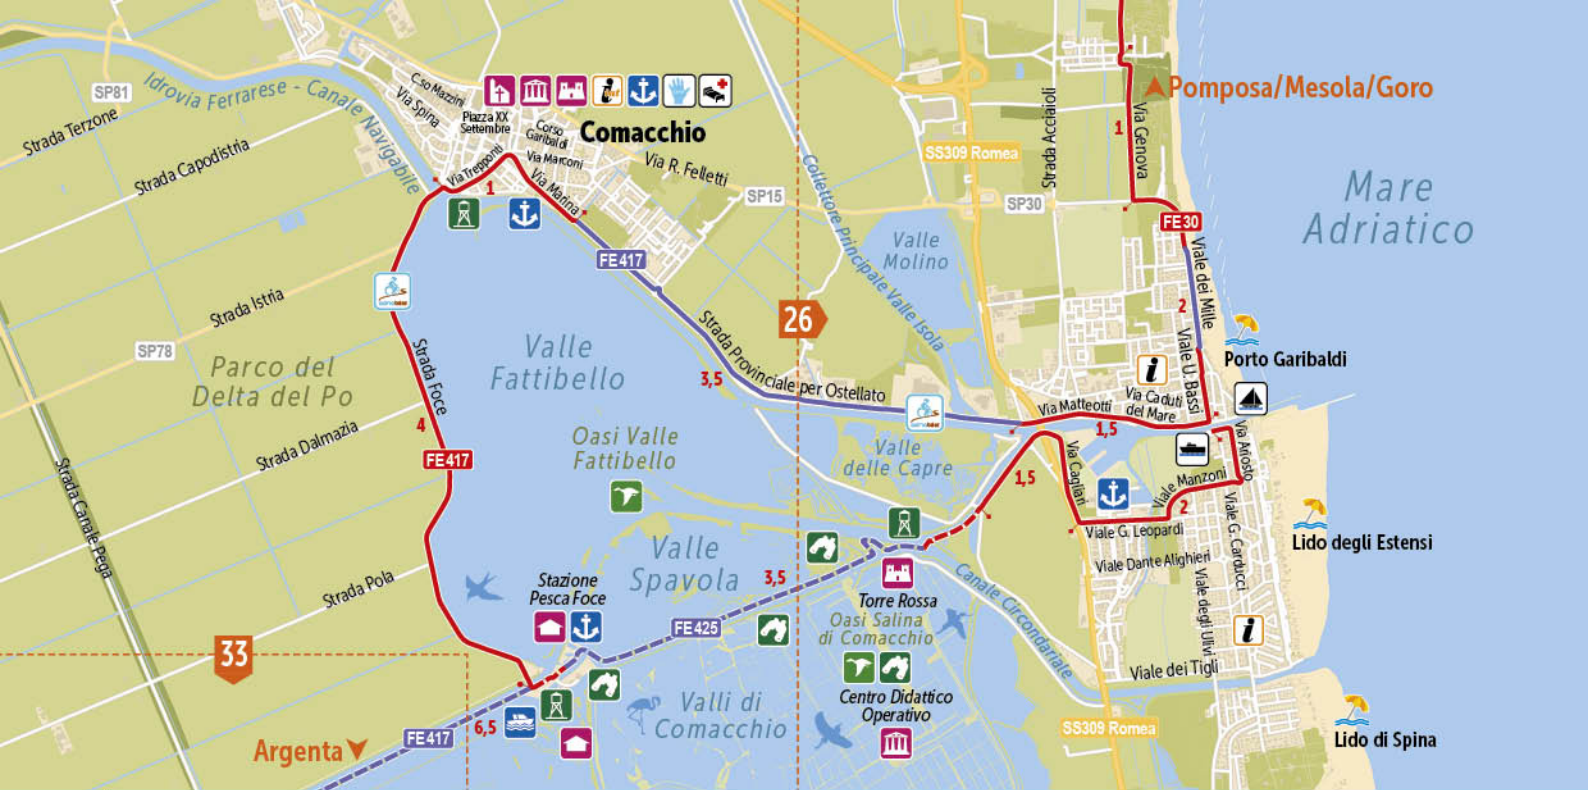 SP81
Idrovia Ferrarese - Canale Navigabile
Strada Terzone
Strada Capodistria
C.so Mazzini
Via Spina
Piazza XX
Settembre
Corso
Garibaldi
Comacchio
Via Trepponti
Via Marconi
Via R. Felletti
1
Via Marina
SP15
FE417
Collettore Principale Valle Isola
SS309 Romea
Strada Acciaioli
SP30
1
Via Genova
Pomposa/Mesola/Goro
Mare
Adriatico
FE30
Valle
Molino
Viale dei Mille
2
Viale U. Bassi
Porto Garibaldi
26
Strada Istria
SP78
Parco del
Delta del Po
Valle
Fattibello
Strada Foce
4
Strada Provinciale per Ostellato
3,5
Via Matteotti
Via Caduti
del Mare
1,5
Strada Dalmazia
FE417
Oasi Valle
Fattibello
Valle
delle Capre
1,5
Via Cagliari
Viale Manzoni
Via Ariosto
2
Viale G. Leopardi
Viale G. Carducci
Lido degli Estensi
Viale Dante Alighieri
Viale degli Ulivi
Strada Canale Pega
Strada Pola
Valle
Spavola
Stazione
Pesca Foce
3,5
FE425
Torre Rossa
Oasi Salina
di Comacchio
Canale Circondariale
Centro Didattico
Operativo
Viale dei Tigli
33
Valli di
Comacchio
6,5
FE417
Argenta
SS309 Romea
Lido di Spina
i
i
i